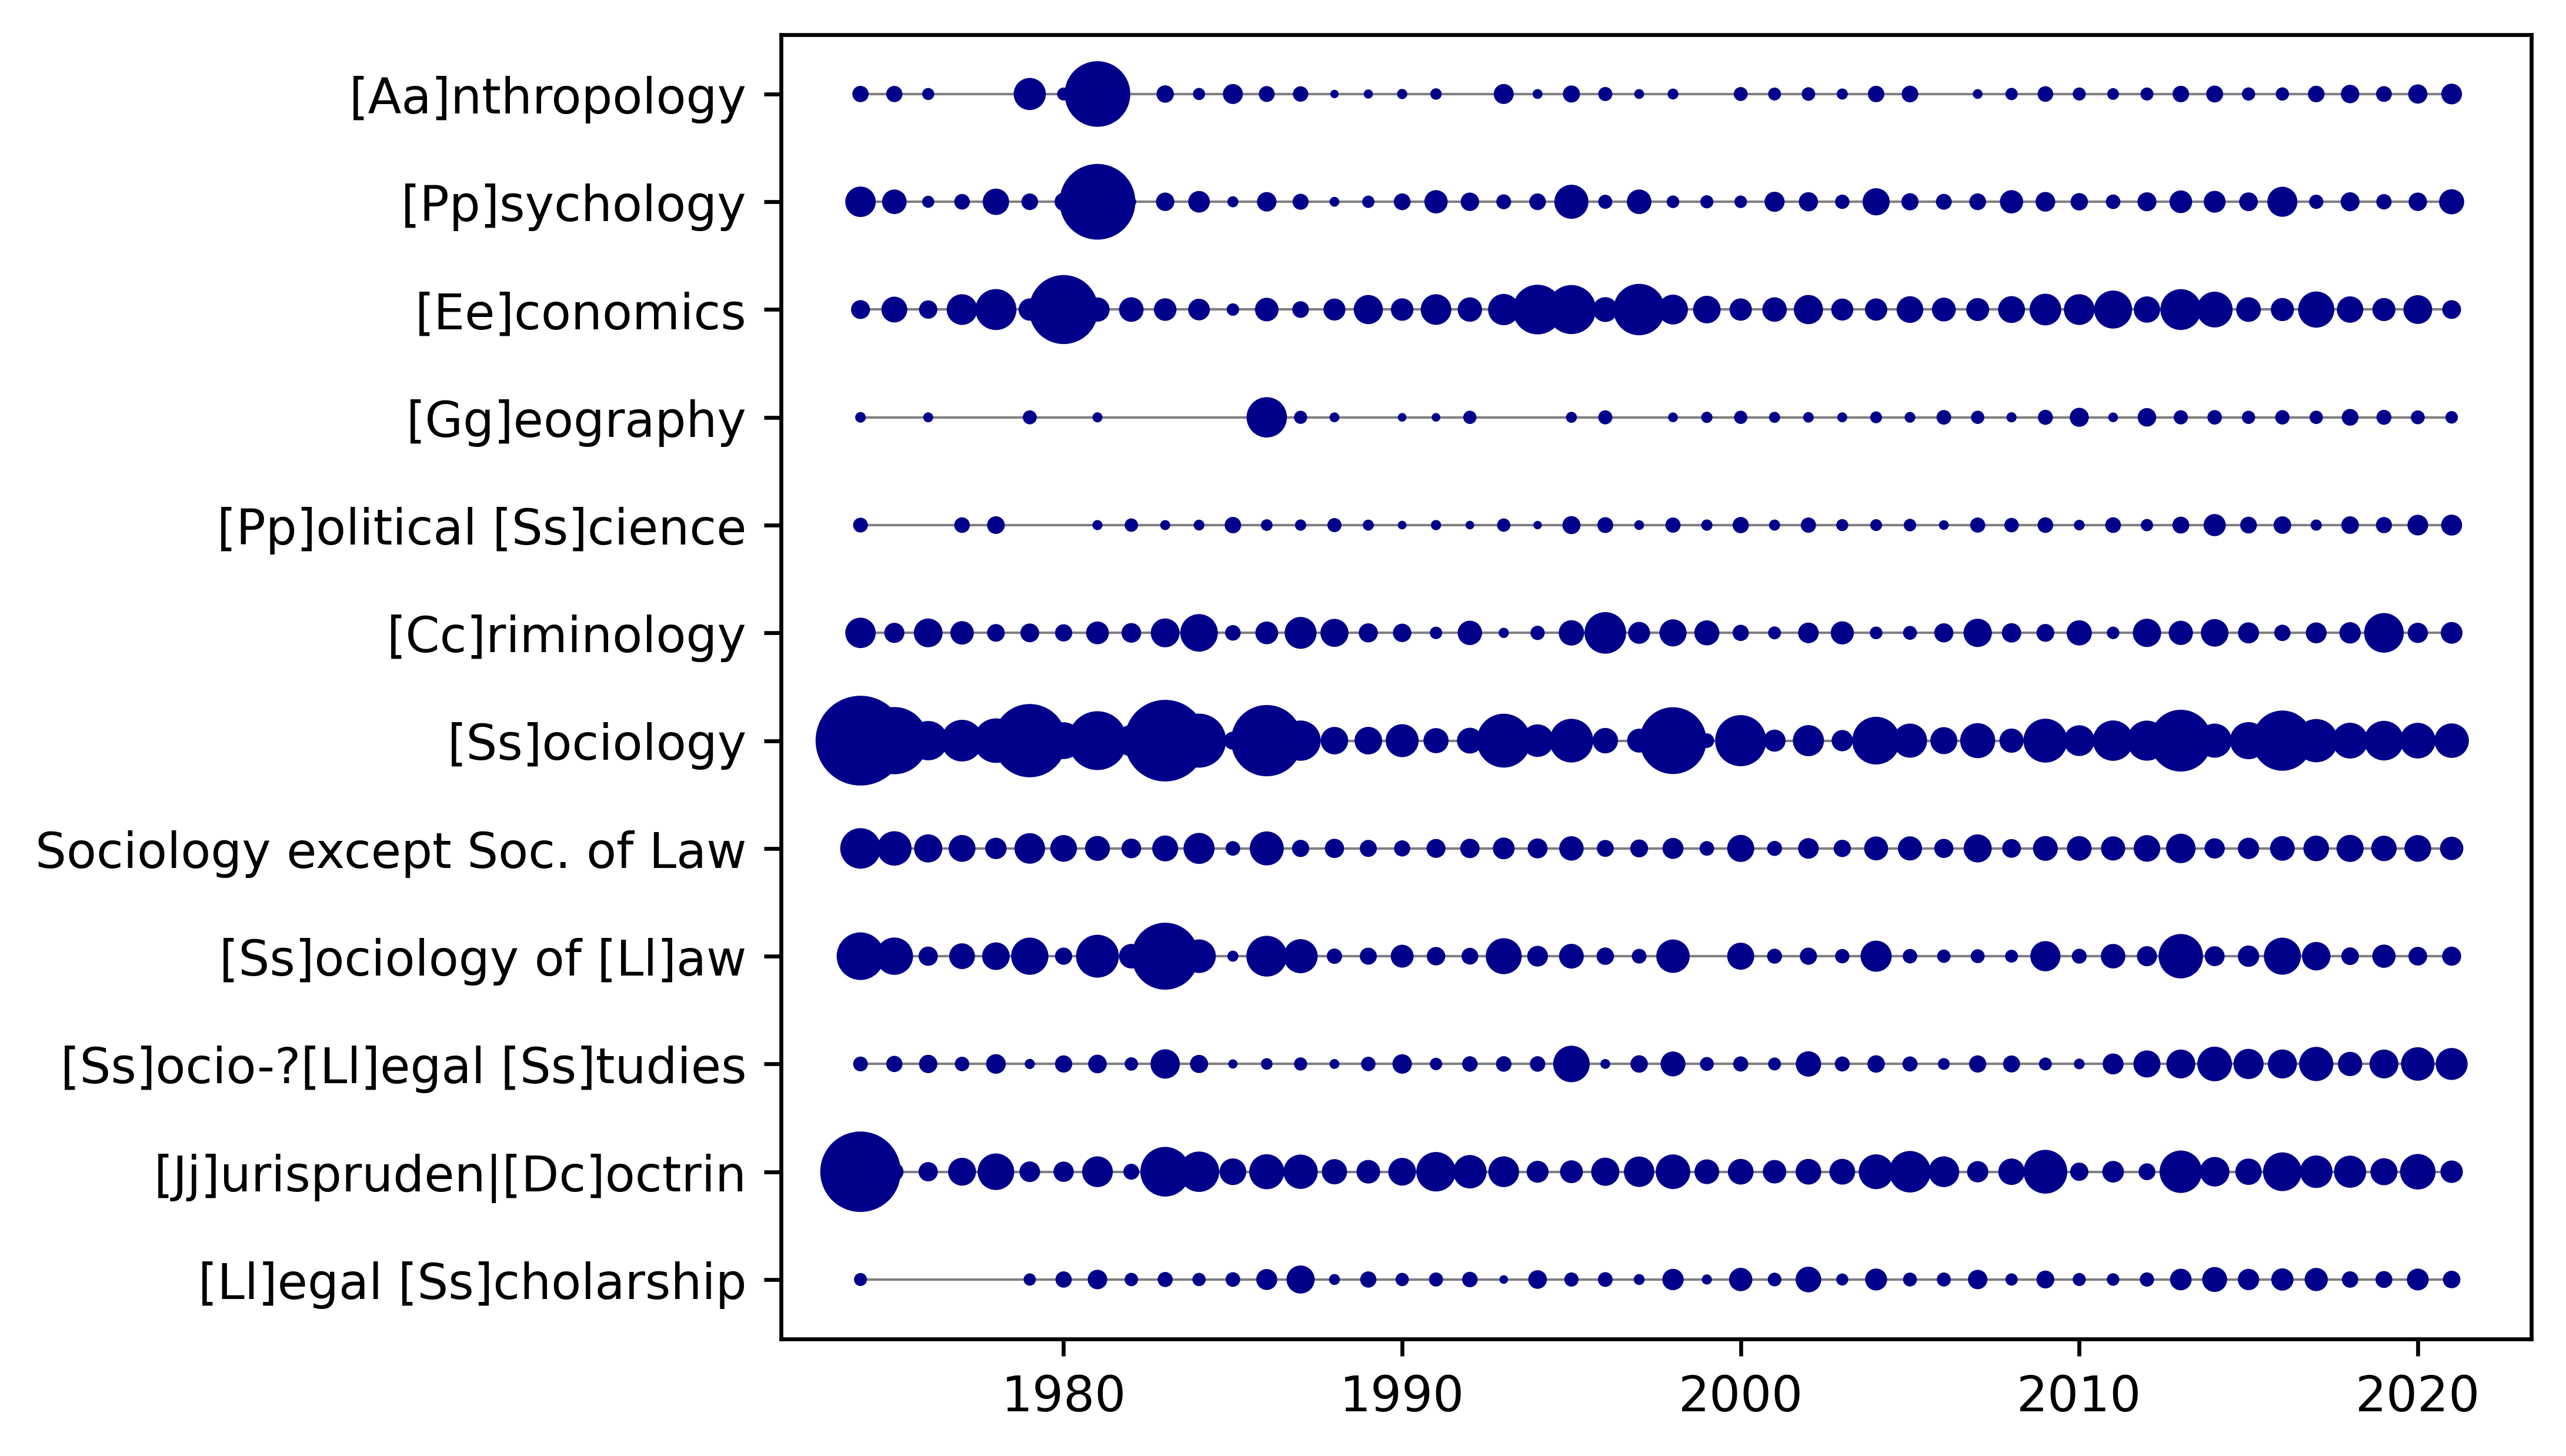 [Aa]nthropology
[Pp]sychology
[Ee]conomics
[Gg]eography
[Pp]olitical [Ss]cience
[Cc]riminology
[Ss]ociology
Sociology except Soc. of Law
[Ss]ociology of [Ll]aw
[Ss]ocio-?[Ll]egal [Ss]tudies
[Jj]urispruden|[Dc]octrin
[Ll]egal [Ss]cholarship
1980 1990 2000 2010 2020